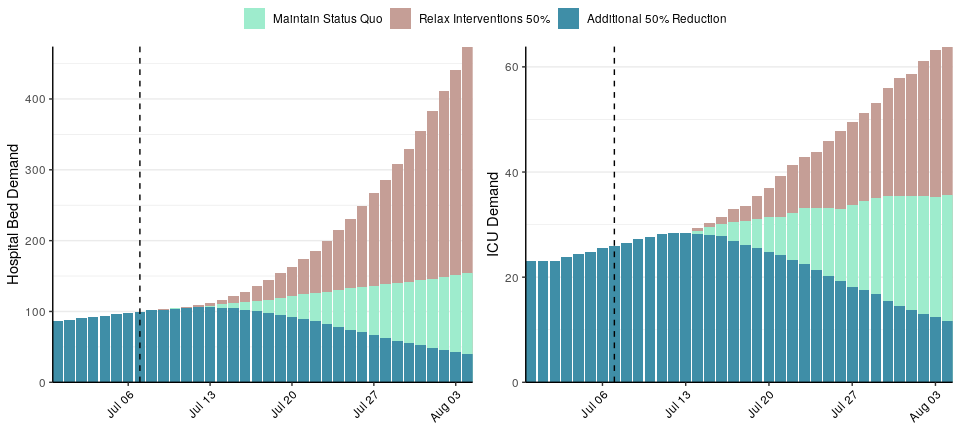 Maintain Status Quo
Relax Interventions 50%
Additional 50% Reduction
Hospital Bed Demand
400
300
200
100
0
Jul 06
Jul 13
Jul 20
Jul 27
Aug 03
ICU Demand
60
40
20
0
Jul 06
Jul 13
Jul 20
Jul 27
Aug 03